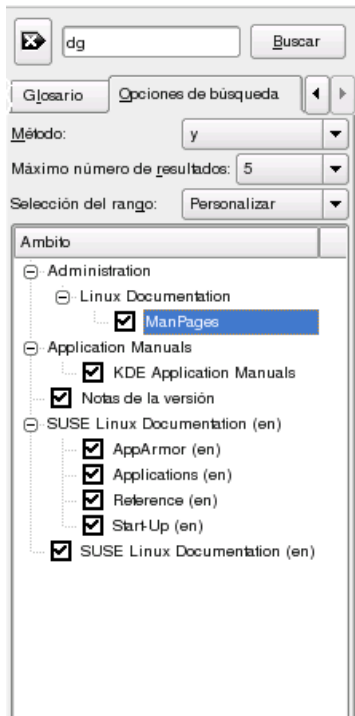 dg Buscar
Glosario Opciones de búsqueda
Método: y
Máximo número de resultados: 5
Selección del rango: Personalizar
Ambito
Administration
Linux Documentation
ManPages
Application Manuals
KDE Application Manuals
Notas de la versión
SUSE Linux Documentation (en)
AppArmor (en)
Applications (en)
Reference (en)
Start-Up (en)
SUSE Linux Documentation (en)